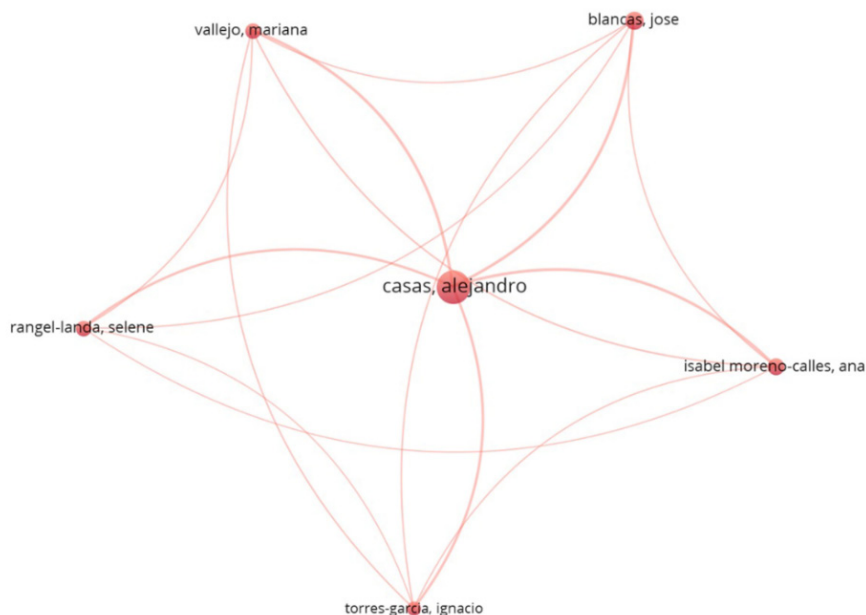 blancas, jose
vallejo, mariana
casas, alejandro
rangel-landa, selene
isabel moreno-calles, ana
torres-garcia, ignacio